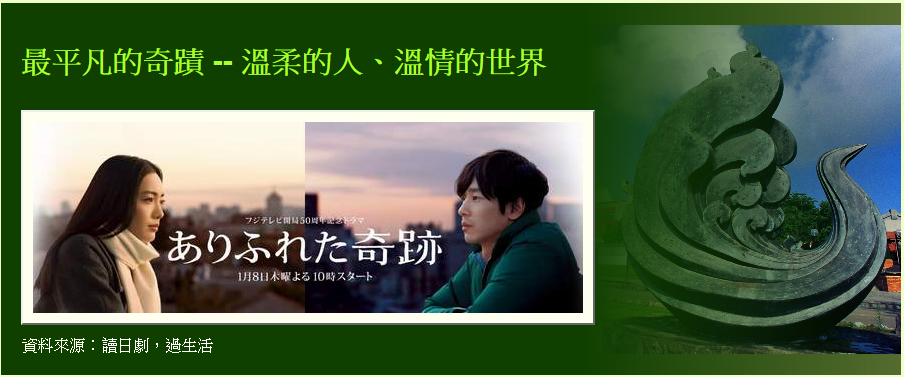 最平凡的奇蹟 -- 溫柔的人、溫情的世界
フジテレビ開局50周年記念ドラマ
ありふれた奇跡
1月8日木曜よる10時スタート
資料來源：讀日劇，過生活